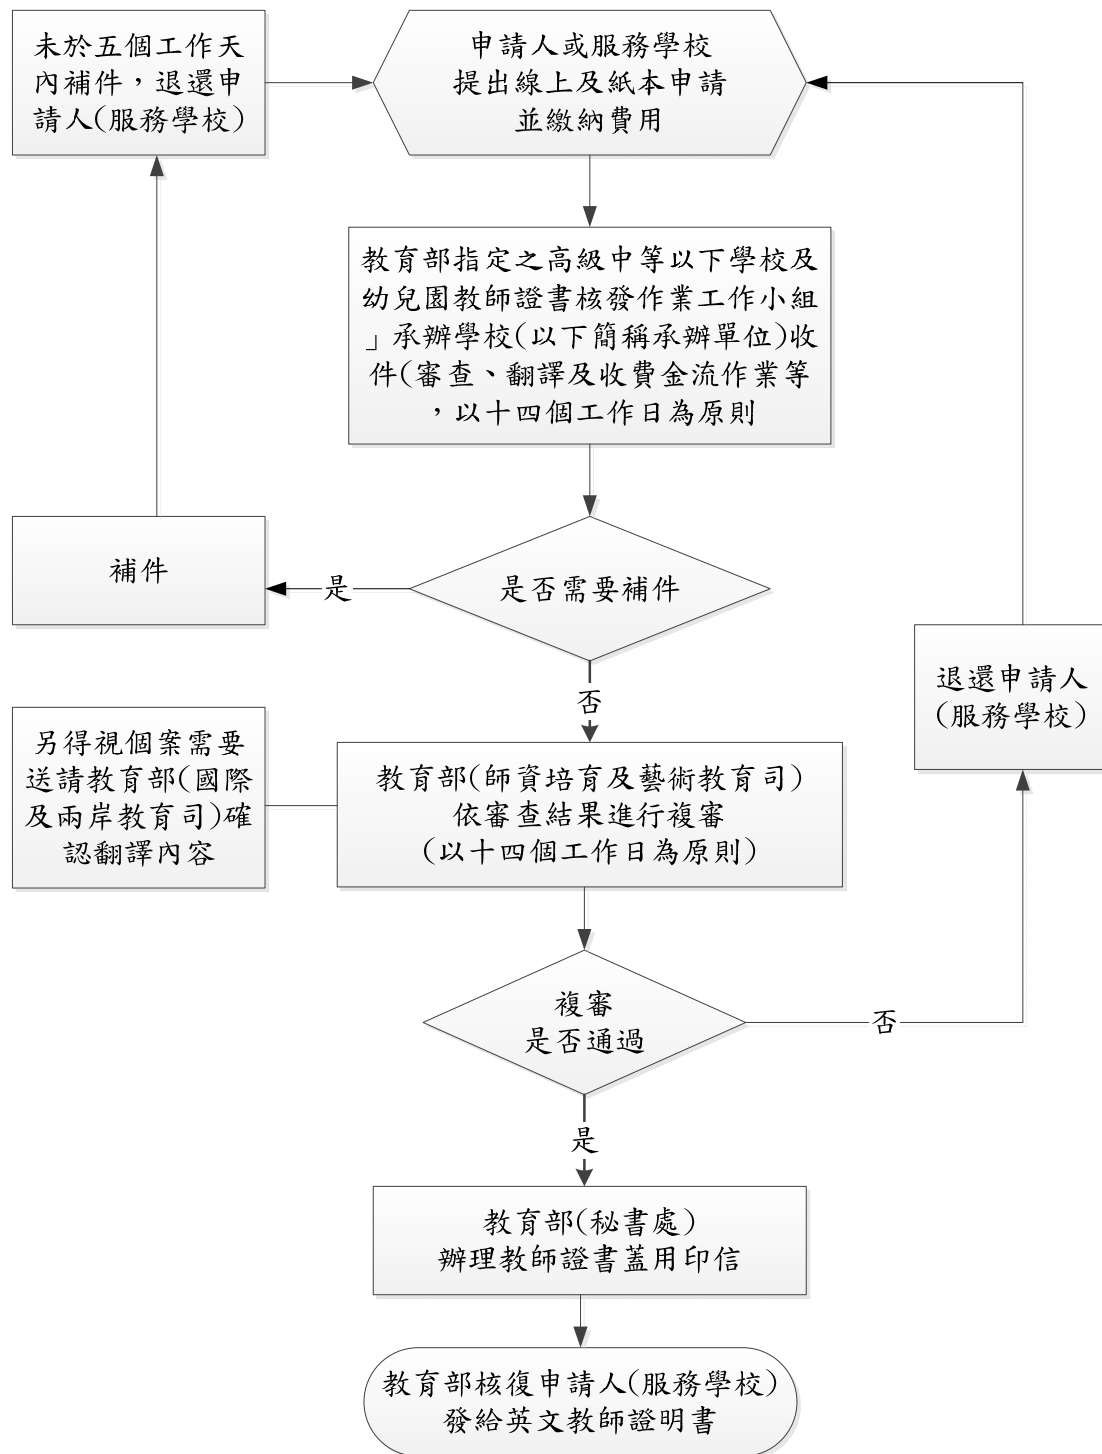 未於五個工作天
內補件，退還申
請人(服務學校)
申請人或服務學校
提出線上及紙本申請
並繳納費用
教育部指定之高級中等以下學校及
幼兒園教師證書核發作業工作小組
」承辦學校(以下簡稱承辦單位)收
件(審查、翻譯及收費金流作業等
，以十四個工作日為原則
補件
是
是否需要補件
否
退還申請人
(服務學校)
另得視個案需要
送請教育部(國際
及兩岸教育司)確
認翻譯內容
教育部(師資培育及藝術教育司)
依審查結果進行複審
(以十四個工作日為原則)
複審
是否通過
否
是
教育部(秘書處)
辦理教師證書蓋用印信
教育部核復申請人(服務學校)
發給英文教師證明書